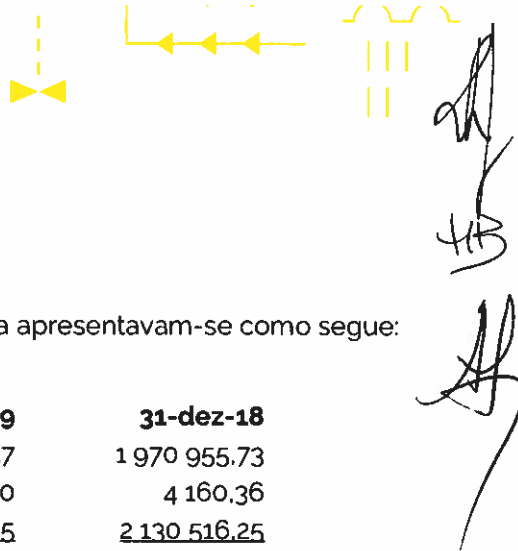 HB
a apresentavam-se como segue:
9 31-dez-18
7 1 970 955,73
0 4 160,36
5 2 130 516,25